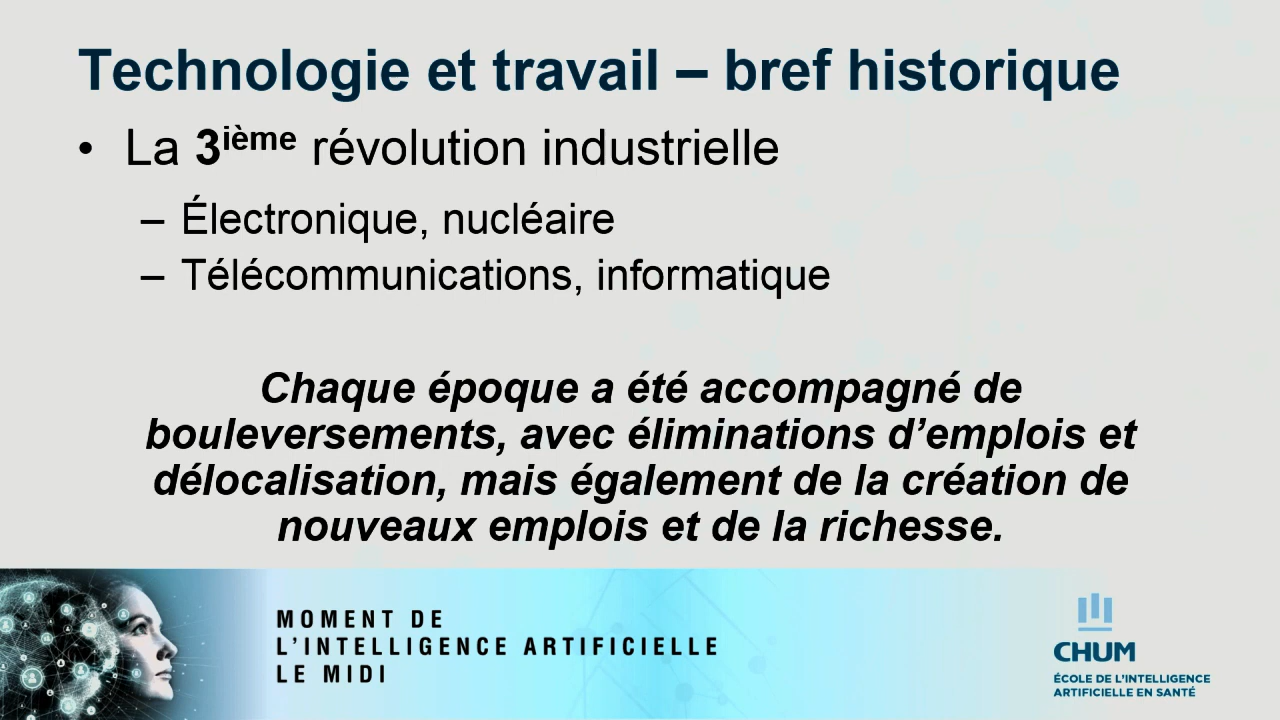 Technologie et travail – bref historique
• La 3ième révolution industrielle
– Électronique, nucléaire
– Télécommunications, informatique
Chaque époque a été accompagné de
bouleversements, avec éliminations d’emplois et
délocalisation, mais également de la création de
nouveaux emplois et de la richesse.
MOMENT DE
L’INTELLIGENCE ARTIFICIELLE
LE MIDI
CHUM
ÉCOLE DE L’INTELLIGENCE
ARTIFICIELLE EN SANTÉ